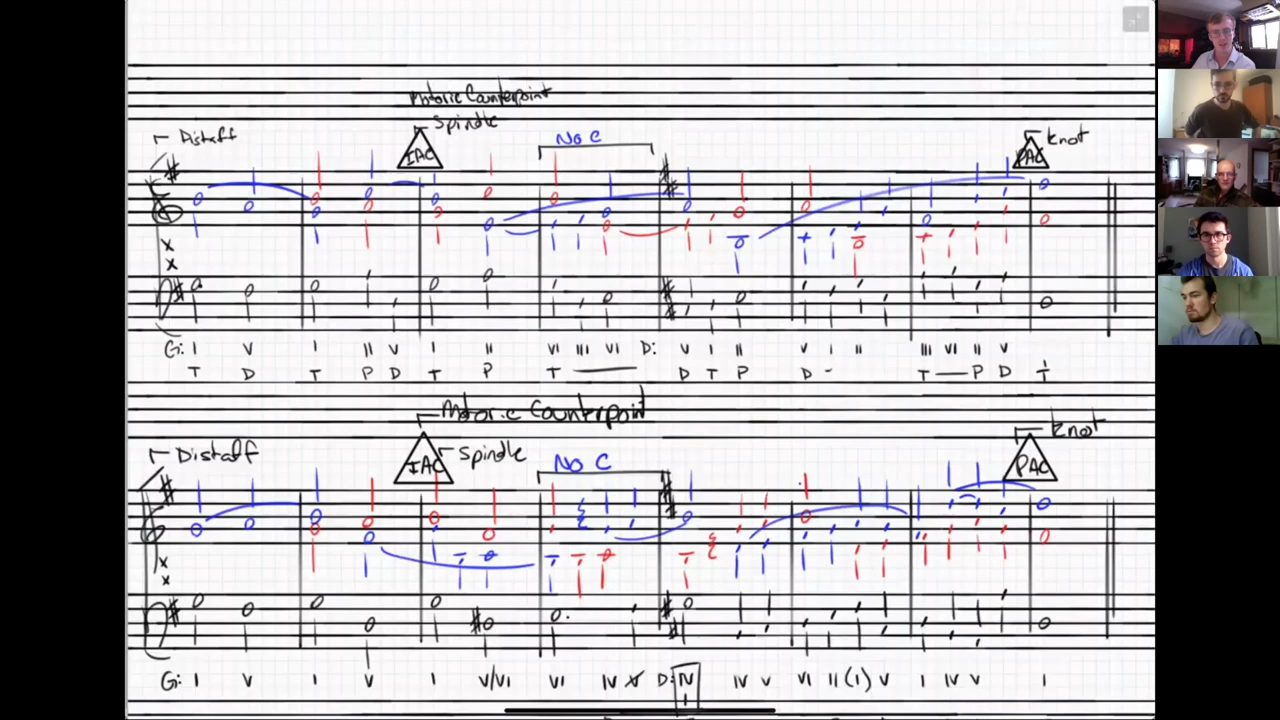 Motoric Counterpoint
Distaff Spindle knot
IAC No C PAC
G: I V I II V I II VI III VI D: V I II V I II III VI II V I
T D T P D T P T — D T P D - T — P D T
Motoric Counterpoint
Distaff Spindle knot
IAC No C PAC
G: I V I V I V/VI VI IV V D: IV IV V VI II (I) V I IV V I
I